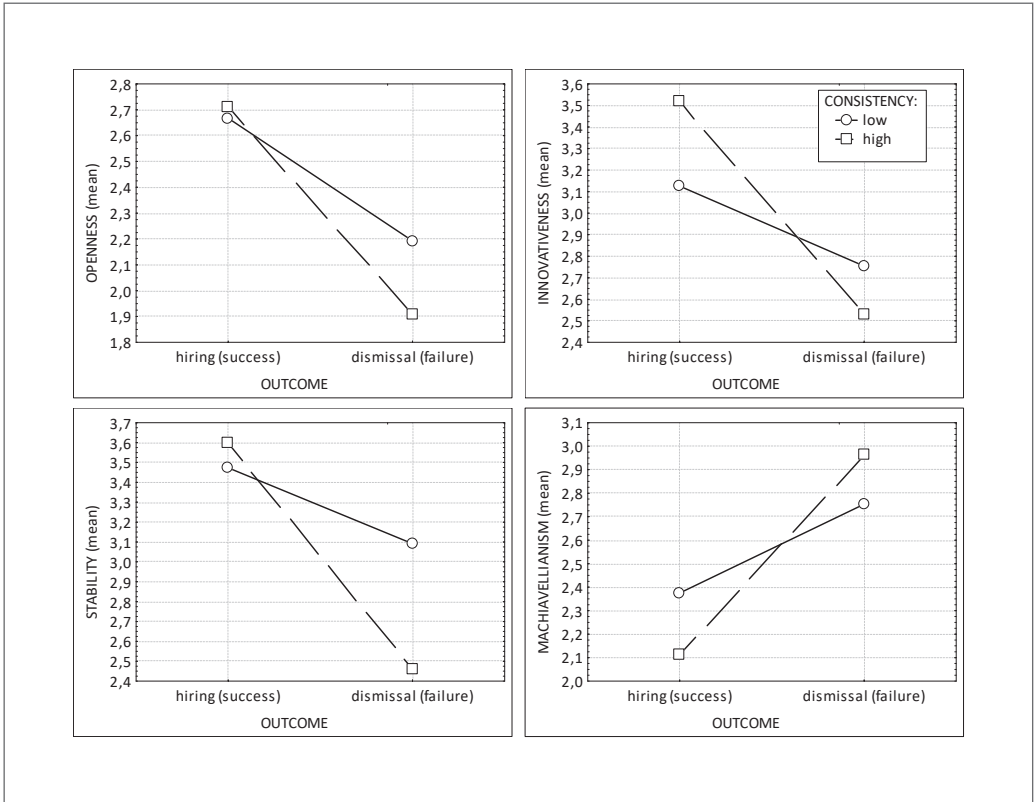 OPENNESS (mean)
2,8
2,7
2,6
2,5
2,4
2,3
2,2
2,1
2,0
1,9
1,8
hiring (success)
dismissal (failure)
OUTCOME
INNOVATIVENESS (mean)
3,6
3,5
3,4
3,3
3,2
3,1
3,0
2,9
2,8
2,7
2,6
2,5
2,4
CONSISTENCY:
low
high
hiring (success)
dismissal (failure)
OUTCOME
STABILITY (mean)
3,7
3,6
3,5
3,4
3,3
3,2
3,1
3,0
2,9
2,8
2,7
2,6
2,5
2,4
hiring (success)
dismissal (failure)
OUTCOME
MACHIAVELLIANISM (mean)
3,1
3,0
2,9
2,8
2,7
2,6
2,5
2,4
2,3
2,2
2,1
2,0
hiring (success)
dismissal (failure)
OUTCOME